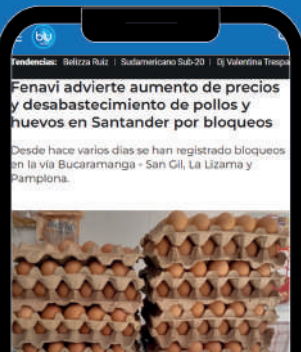 blu
Tendencias: Belizza Ruiz | Sudamericano Sub-20 | Dj Valentina Trespa
Fenavi advierte aumento de precios
y desabastecimiento de pollos y
huevos en Santander por bloqueos
Desde hace varios días se han registrado bloqueos
en la vía Bucaramanga - San Gil, La Lizama y
Pamplona.